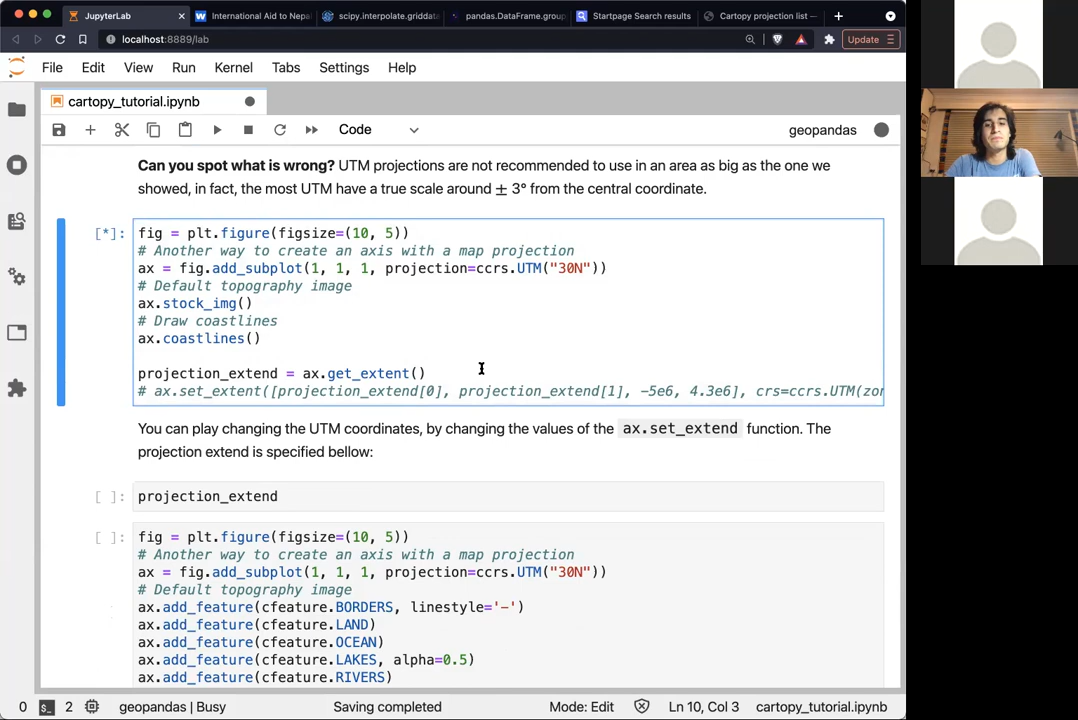 JupyterLab
International Aid to Nepa
scipy.interpolate.griddat
pandas.DataFrame.group
Startpage Search results
Cartopy projection list —
localhost:8889/lab
Update
File Edit View Run Kernel Tabs Settings Help
cartopy_tutorial.ipynb
Code
geopandas
Can you spot what is wrong? UTM projections are not recommended to use in an area as big as the one we
showed, in fact, the most UTM have a true scale around ± 3° from the central coordinate.
[*]: fig = plt.figure(figsize=(10, 5))
# Another way to create an axis with a map projection
ax = fig.add_subplot(1, 1, 1, projection=ccrs.UTM("30N"))
# Default topography image
ax.stock_img()
# Draw coastlines
ax.coastlines()
projection_extend = ax.get_extent()
# ax.set_extent([projection_extend[0], projection_extend[1], -5e6, 4.3e6], crs=ccrs.UTM(zon
You can play changing the UTM coordinates, by changing the values of the ax.set_extend function. The
projection extend is specified bellow:
[ ]: projection_extend
[ ]: fig = plt.figure(figsize=(10, 5))
# Another way to create an axis with a map projection
ax = fig.add_subplot(1, 1, 1, projection=ccrs.UTM("30N"))
# Default topography image
ax.add_feature(cfeature.BORDERS, linestyle='-')
ax.add_feature(cfeature.LAND)
ax.add_feature(cfeature.OCEAN)
ax.add_feature(cfeature.LAKES, alpha=0.5)
ax.add_feature(cfeature.RIVERS)
0 2 geopandas | Busy Saving completed Mode: Edit Ln 10, Col 3 cartopy_tutorial.ipynb